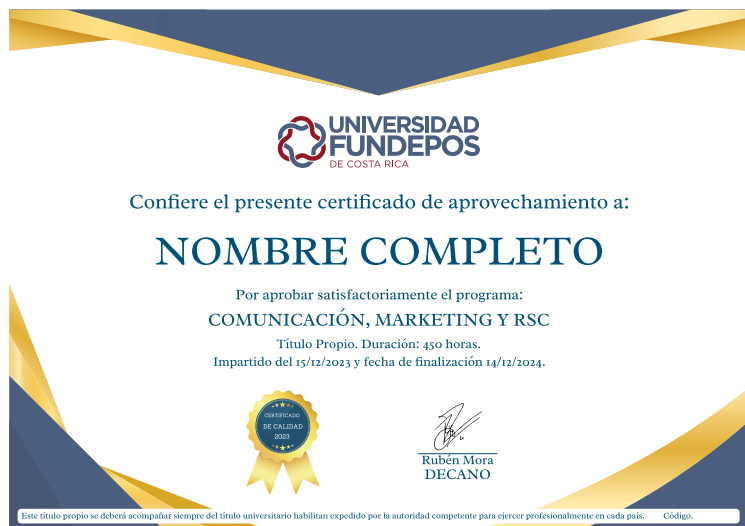 UNIVERSIDAD
FUNDEPOS
DE COSTA RICA
Confiere el presente certificado de aprovechamiento a:
NOMBRE COMPLETO
Por aprobar satisfactoriamente el programa:
COMUNICACIÓN, MARKETING Y RSC
Título Propio. Duración: 450 horas.
Impartido del 15/12/2023 y fecha de finalización 14/12/2024.
CERTIFICADO
DE CALIDAD
2023
Rubén Mora
DECANO
Este título propio se deberá acompañar siempre del título universitario habilitan expedido por la autoridad competente para ejercer profesionalmente en cada país. Código.